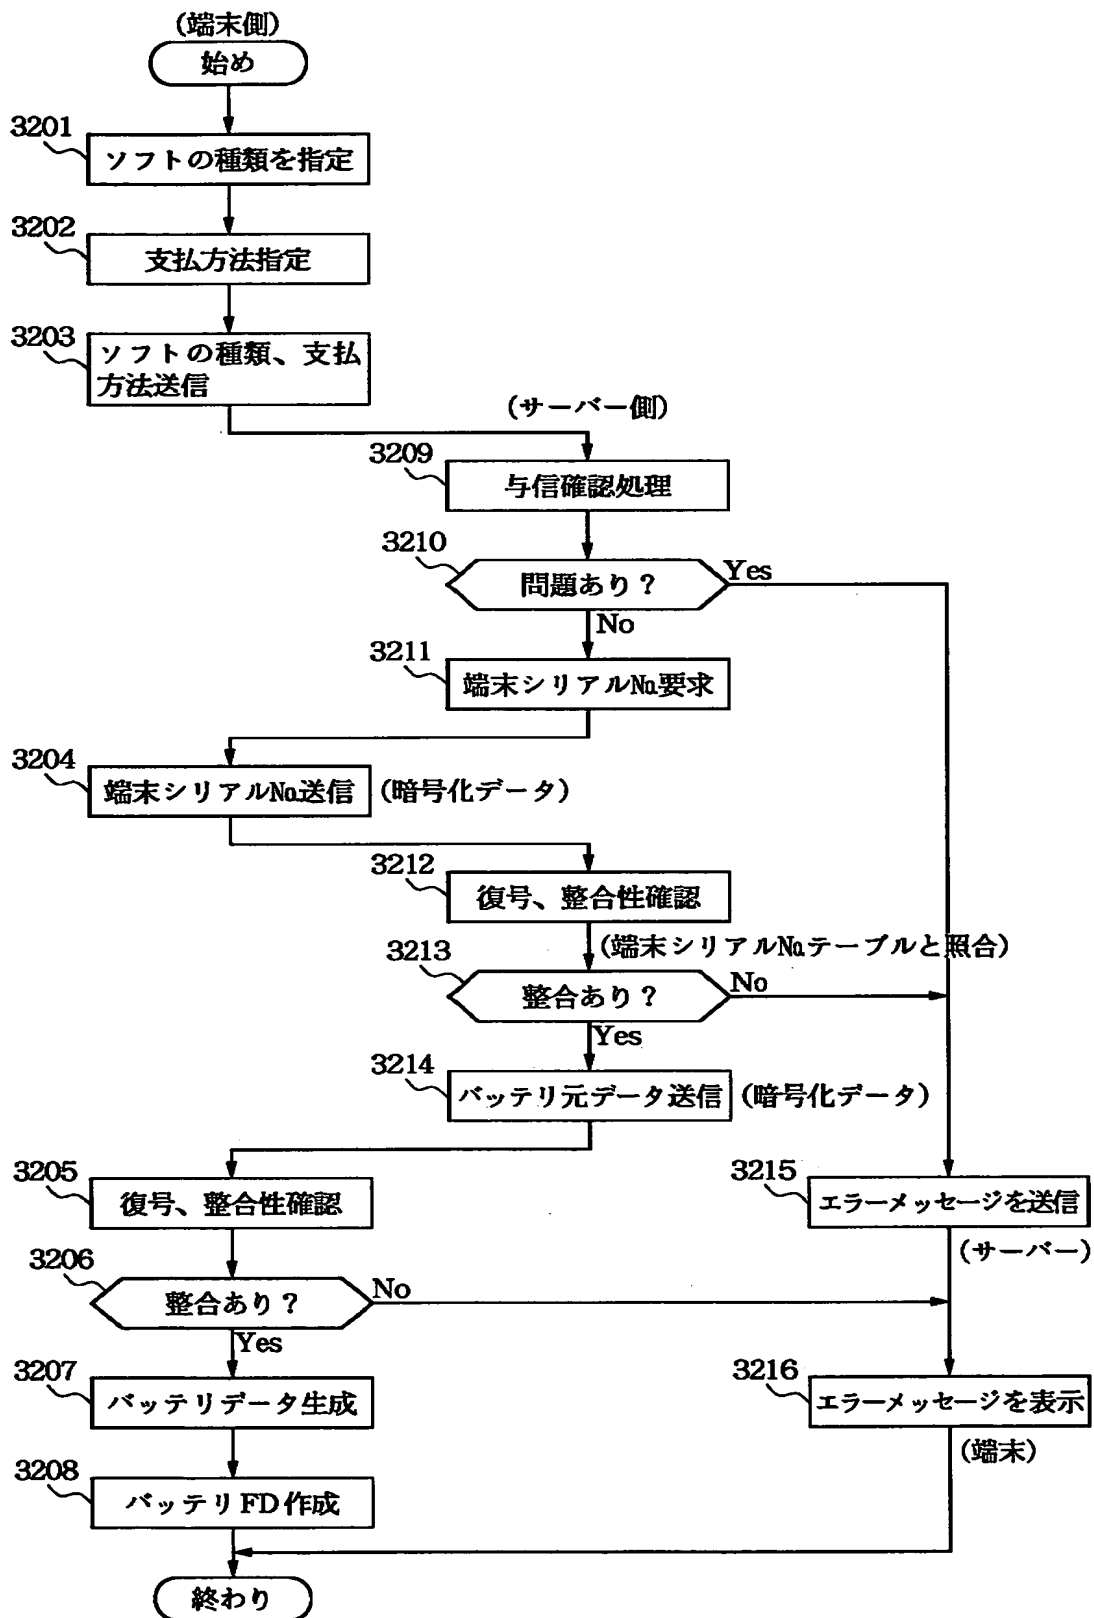 (端末側)
始め
3201
ソフトの種類を指定
3202
支払方法指定
3203
ソフトの種類、支払
方法送信
(サーバー側)
3209
与信確認処理
3210
問題あり?
Yes
No
3211
端末シリアル№要求
3204
端末シリアル№送信
(暗号化データ)
3212
復号、整合性確認
(端末シリアル№テーブルと照合)
3213
整合あり?
No
Yes
3214
バッテリ元データ送信
(暗号化データ)
3205
復号、整合性確認
3215
エラーメッセージを送信
(サーバー)
3206
整合あり?
No
Yes
3207
バッテリデータ生成
3216
エラーメッセージを表示
(端末)
3208
バッテリFD作成
終わり